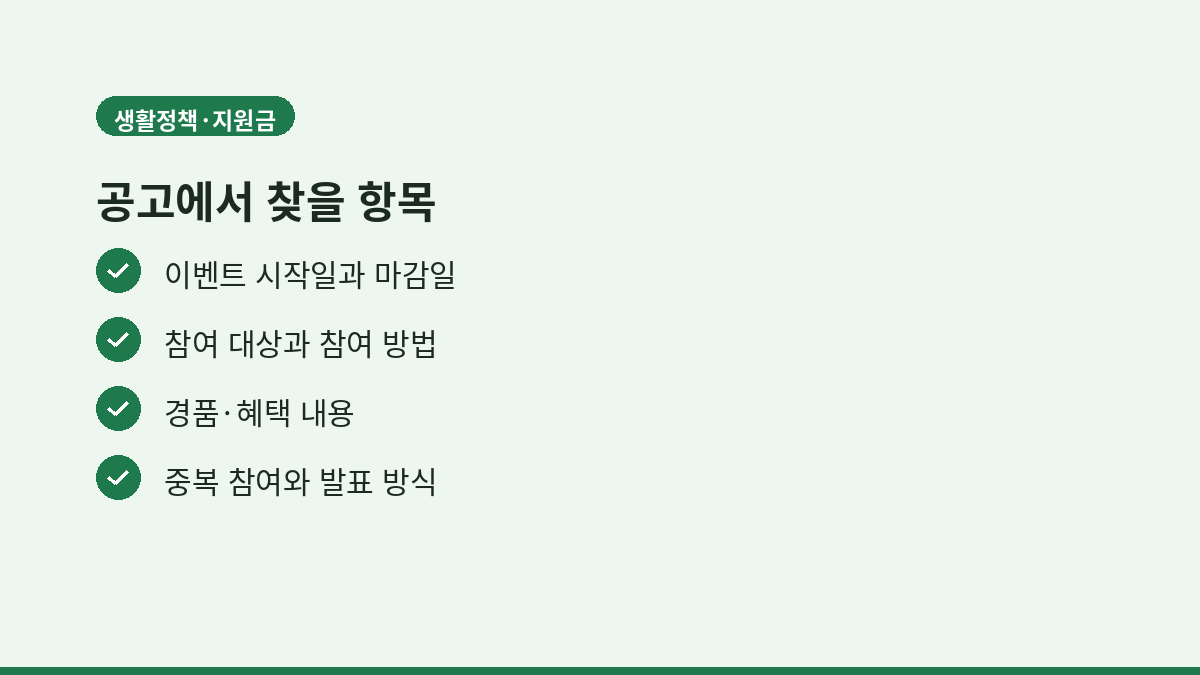 생활정책·지원금
공고에서 찾을 항목
이벤트 시작일과 마감일
참여 대상과 참여 방법
경품·혜택 내용
중복 참여와 발표 방식